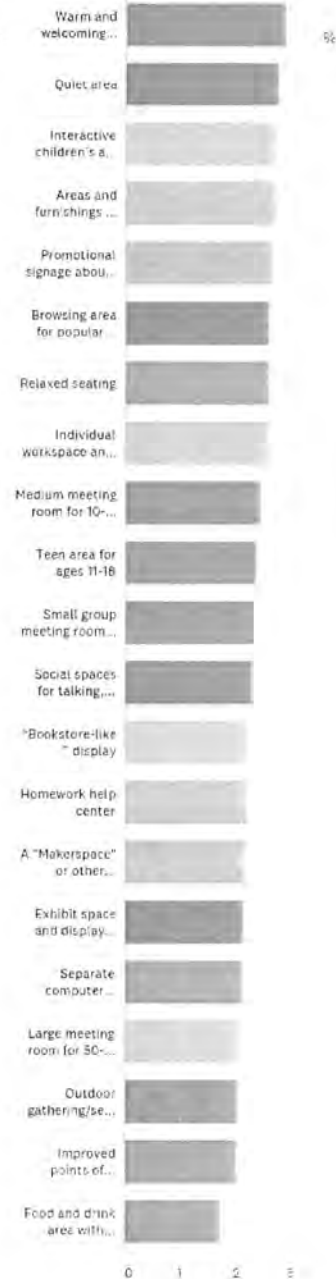 Warm and
welcoming...
%
Quiet area
Interactive
children's a...
Areas and
furnishings ...
Promotional
signage abou...
Browsing area
for popular...
Relaxed seating
Individual
workspace an...
Medium meeting
room for 10-...
Teen area for
ages 11-18
Small group
meeting room...
Social spaces
for talking,...
"Bookstore-like
" display
Homework help
center
A "Makerspace"
or other...
Exhibit space
and display...
Separate
computer...
Large meeting
room for 50-...
Outdoor
gathering/se...
Improved
points of...
Food and drink
area with...
0 1 2 3